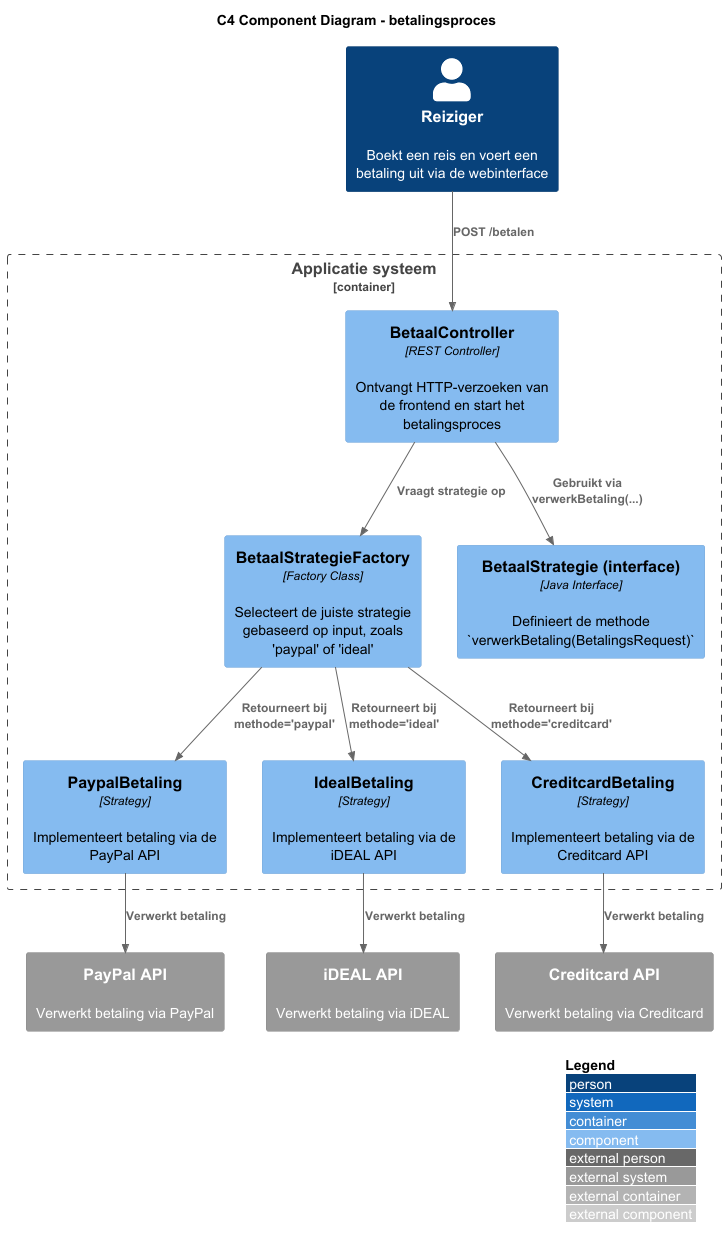 C4 Component Diagram - betalingsproces
Reiziger
Boekt een reis en voert een
betaling uit via de webinterface
POST /betalen
Applicatie systeem
[container]
BetaalController
[REST Controller]
Ontvangt HTTP-verzoeken van
de frontend en start het
betalingsproces
Vraagt strategie op
Gebruikt via
verwerkBetaling(...)
BetaalStrategieFactory
[Factory Class]
Selecteert de juiste strategie
gebaseerd op input, zoals
'paypal' of 'ideal'
BetaalStrategie (interface)
[Java Interface]
Definieert de methode
`verwerkBetaling(BetalingsRequest)`
Retourneert bij
methode='paypal'
Retourneert bij
methode='ideal'
Retourneert bij
methode='creditcard'
PaypalBetaling
[Strategy]
Implementeert betaling via de
PayPal API
IdealBetaling
[Strategy]
Implementeert betaling via de
iDEAL API
CreditcardBetaling
[Strategy]
Implementeert betaling via de
Creditcard API
Verwerkt betaling
Verwerkt betaling
Verwerkt betaling
PayPal API
Verwerkt betaling via PayPal
iDEAL API
Verwerkt betaling via iDEAL
Creditcard API
Verwerkt betaling via Creditcard
Legend
person
system
container
component
external person
external system
external container
external component